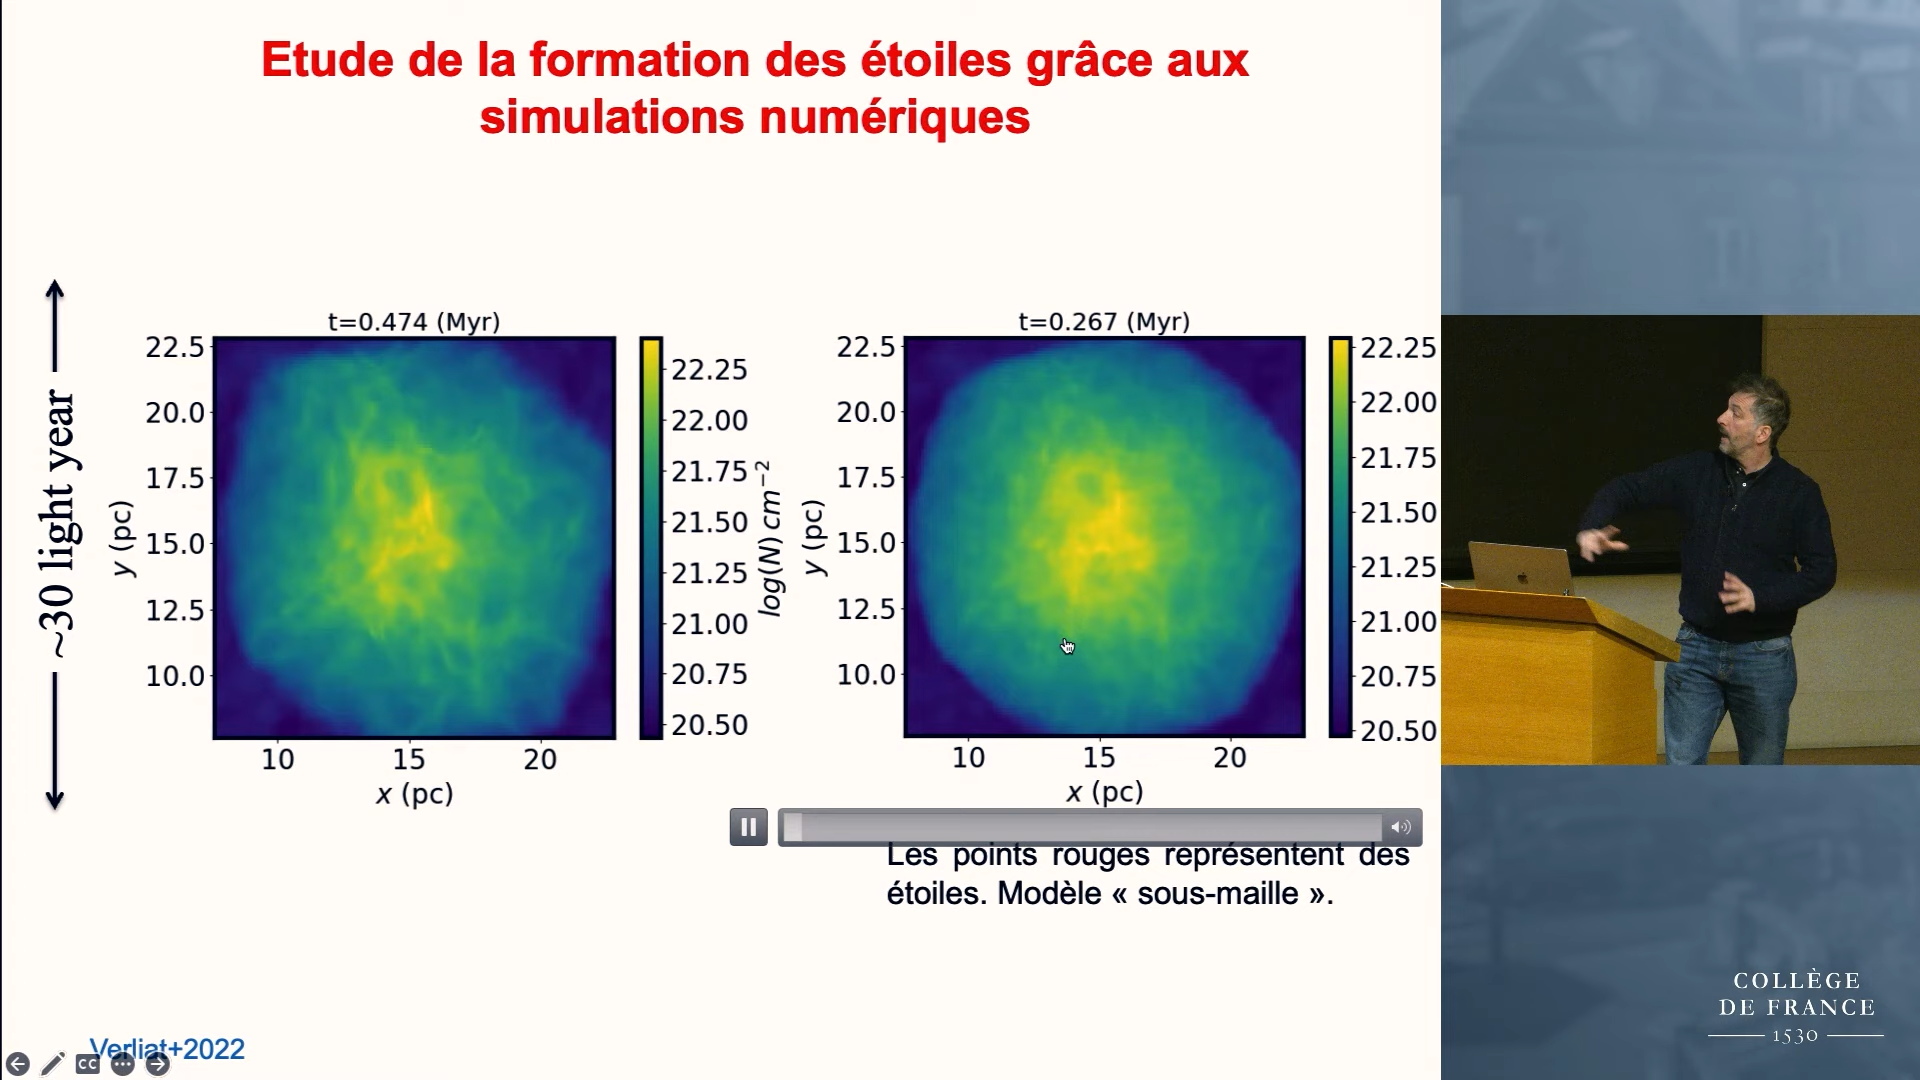 Etude de la formation des étoiles grâce aux
simulations numériques
~30 light year
t=0.474 (Myr)
22.5
20.0
17.5
15.0
12.5
10.0
y (pc)
10 15 20
x (pc)
22.25
22.00
21.75
21.50
21.25
21.00
20.75
20.50
log(N) cm⁻²
t=0.267 (Myr)
22.5
20.0
17.5
15.0
12.5
10.0
y (pc)
10 15 20
x (pc)
22.25
22.00
21.75
21.50
21.25
21.00
20.75
20.50
Les points rouges représentent des
étoiles. Modèle « sous-maille ».
Verliat+2022
CC
COLLÈGE
DE FRANCE
1530